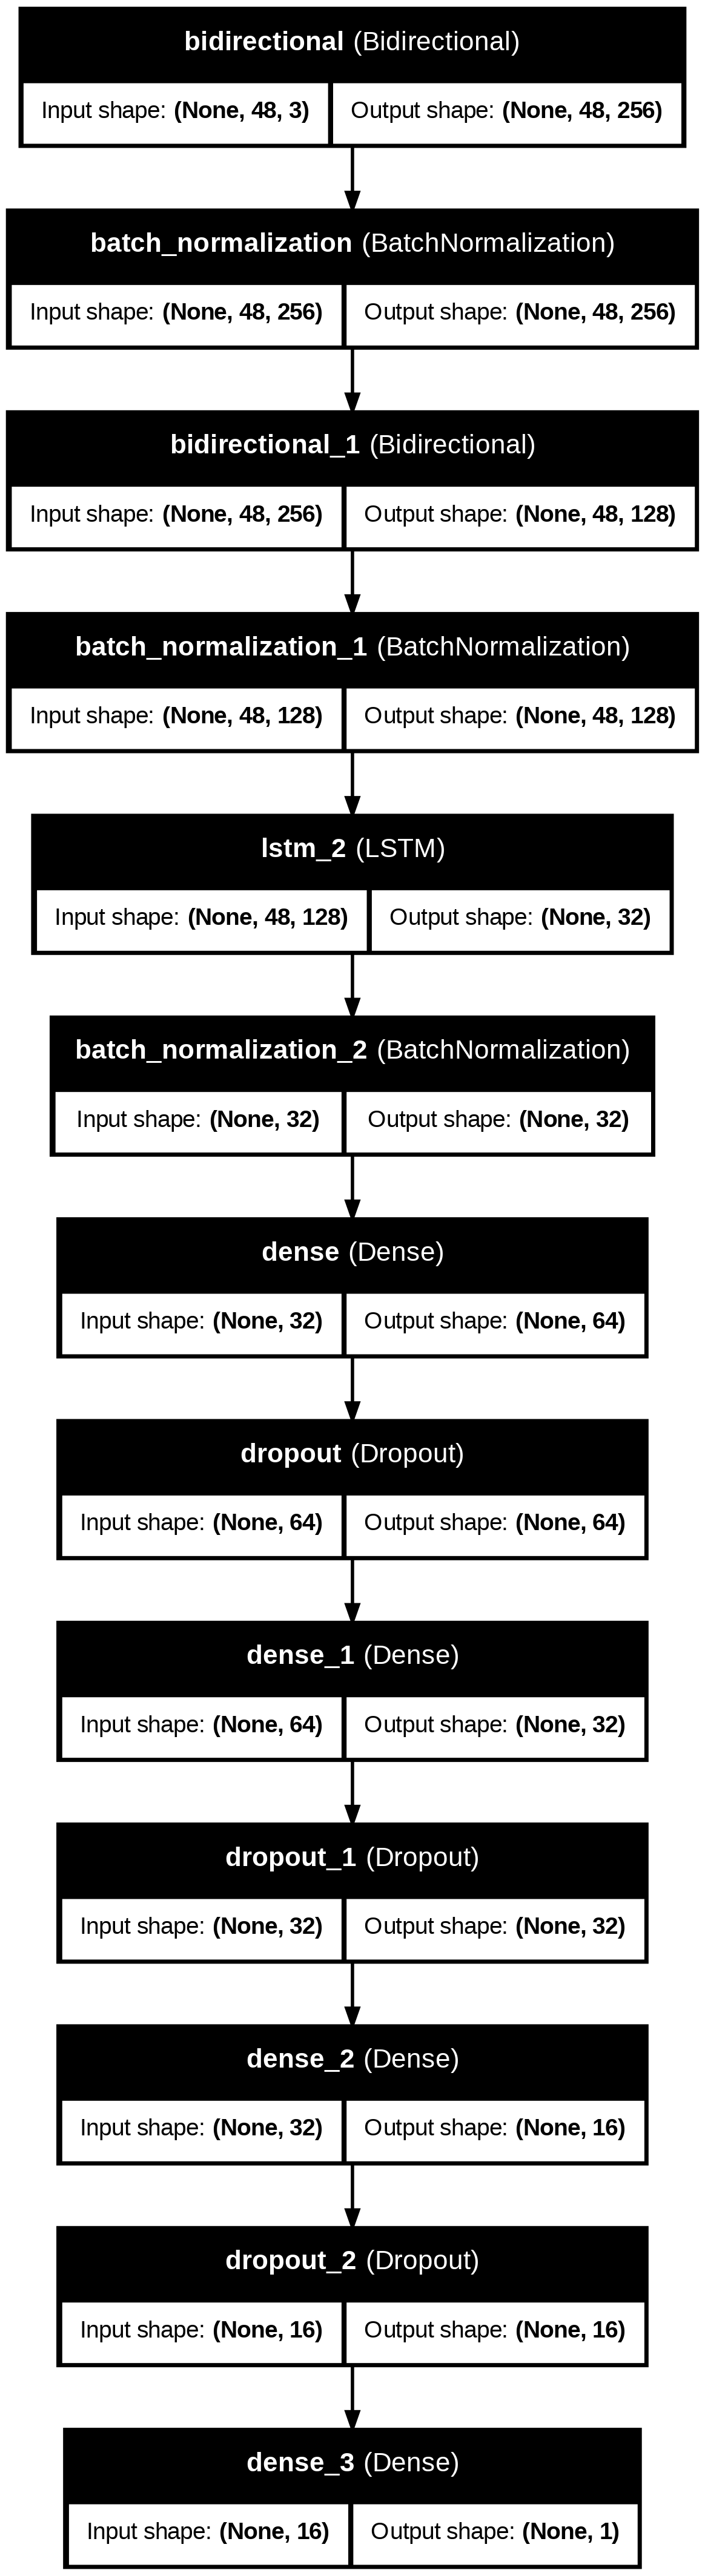 bidirectional (Bidirectional)
Input shape: (None, 48, 3) Output shape: (None, 48, 256)
batch_normalization (BatchNormalization)
Input shape: (None, 48, 256) Output shape: (None, 48, 256)
bidirectional_1 (Bidirectional)
Input shape: (None, 48, 256) Output shape: (None, 48, 128)
batch_normalization_1 (BatchNormalization)
Input shape: (None, 48, 128) Output shape: (None, 48, 128)
lstm_2 (LSTM)
Input shape: (None, 48, 128) Output shape: (None, 32)
batch_normalization_2 (BatchNormalization)
Input shape: (None, 32) Output shape: (None, 32)
dense (Dense)
Input shape: (None, 32) Output shape: (None, 64)
dropout (Dropout)
Input shape: (None, 64) Output shape: (None, 64)
dense_1 (Dense)
Input shape: (None, 64) Output shape: (None, 32)
dropout_1 (Dropout)
Input shape: (None, 32) Output shape: (None, 32)
dense_2 (Dense)
Input shape: (None, 32) Output shape: (None, 16)
dropout_2 (Dropout)
Input shape: (None, 16) Output shape: (None, 16)
dense_3 (Dense)
Input shape: (None, 16) Output shape: (None, 1)